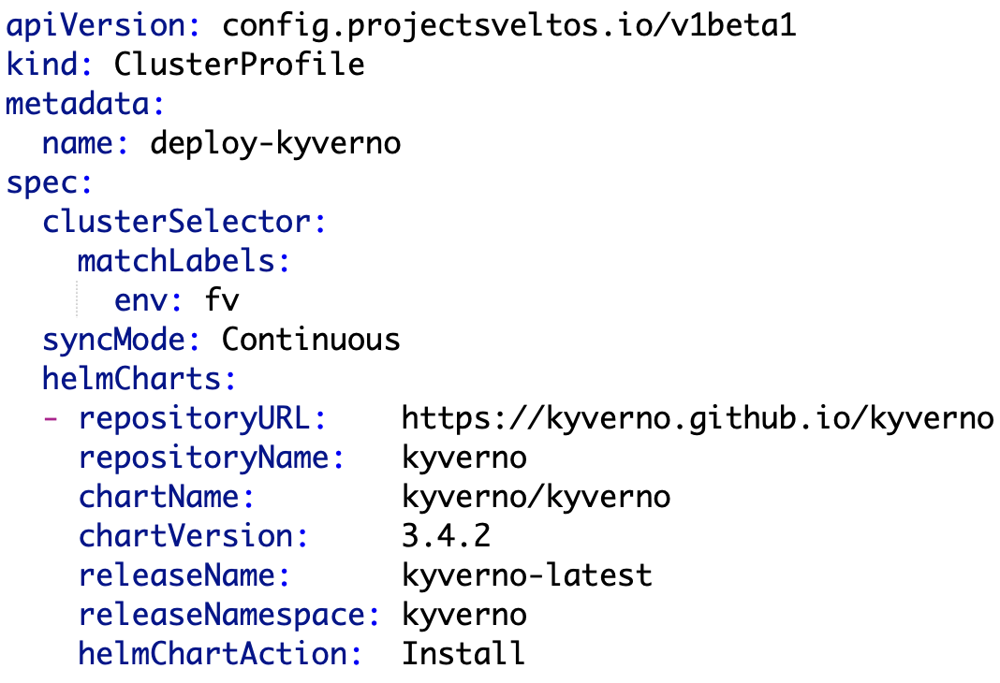 apiVersion: config.projectsveltos.io/v1beta1
kind: ClusterProfile
metadata:
  name: deploy-kyverno
spec:
  clusterSelector:
    matchLabels:
      env: fv
  syncMode: Continuous
  helmCharts:
  - repositoryURL:    https://kyverno.github.io/kyverno
    repositoryName:   kyverno
    chartName:        kyverno/kyverno
    chartVersion:     3.4.2
    releaseName:      kyverno-latest
    releaseNamespace: kyverno
    helmChartAction:  Install